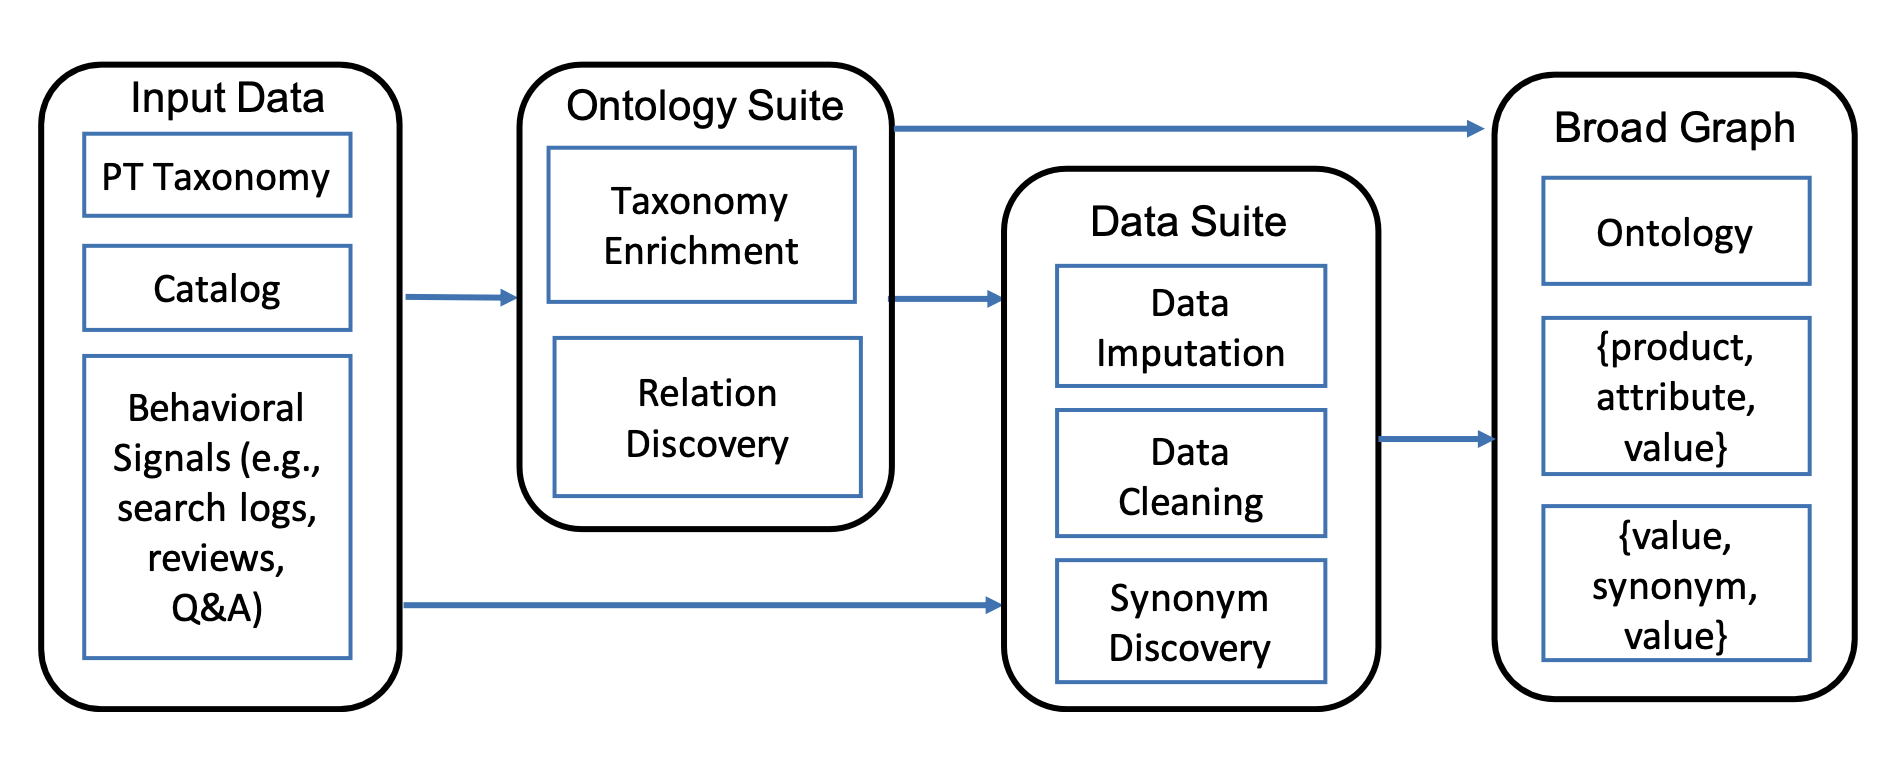 Input Data
PT Taxonomy
Catalog
Behavioral
Signals (e.g.,
search logs,
reviews,
Q&A)
Ontology Suite
Taxonomy
Enrichment
Relation
Discovery
Data Suite
Data
Imputation
Data
Cleaning
Synonym
Discovery
Broad Graph
Ontology
{product,
attribute,
value}
{value,
synonym,
value}